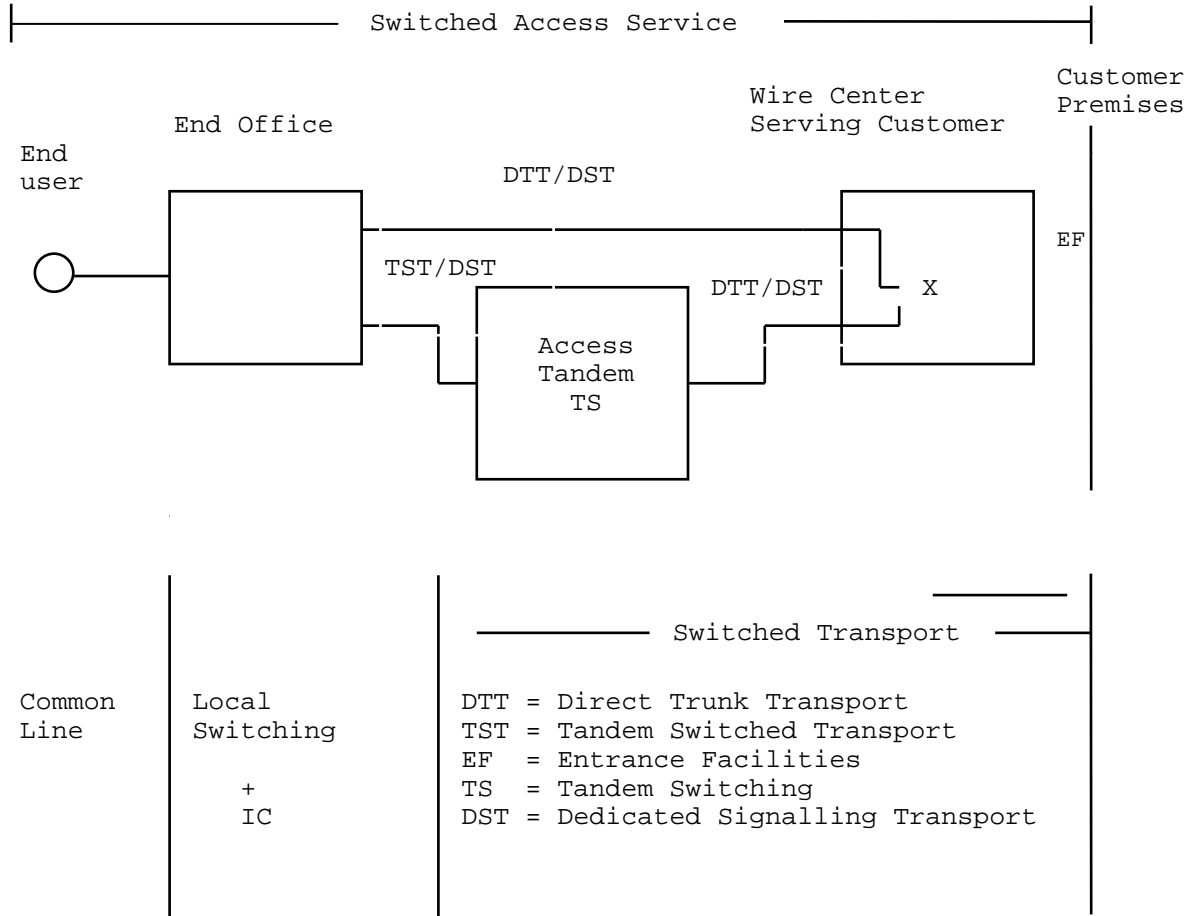 Switched Access Service
Customer
Premises
Wire Center
Serving Customer
End Office
End
user
DTT/DST
EF
TST/DST
DTT/DST
X
Access
Tandem
TS
Switched Transport
Common
Line
Local
Switching
+
IC
DTT = Direct Trunk Transport
TST = Tandem Switched Transport
EF = Entrance Facilities
TS = Tandem Switching
DST = Dedicated Signalling Transport